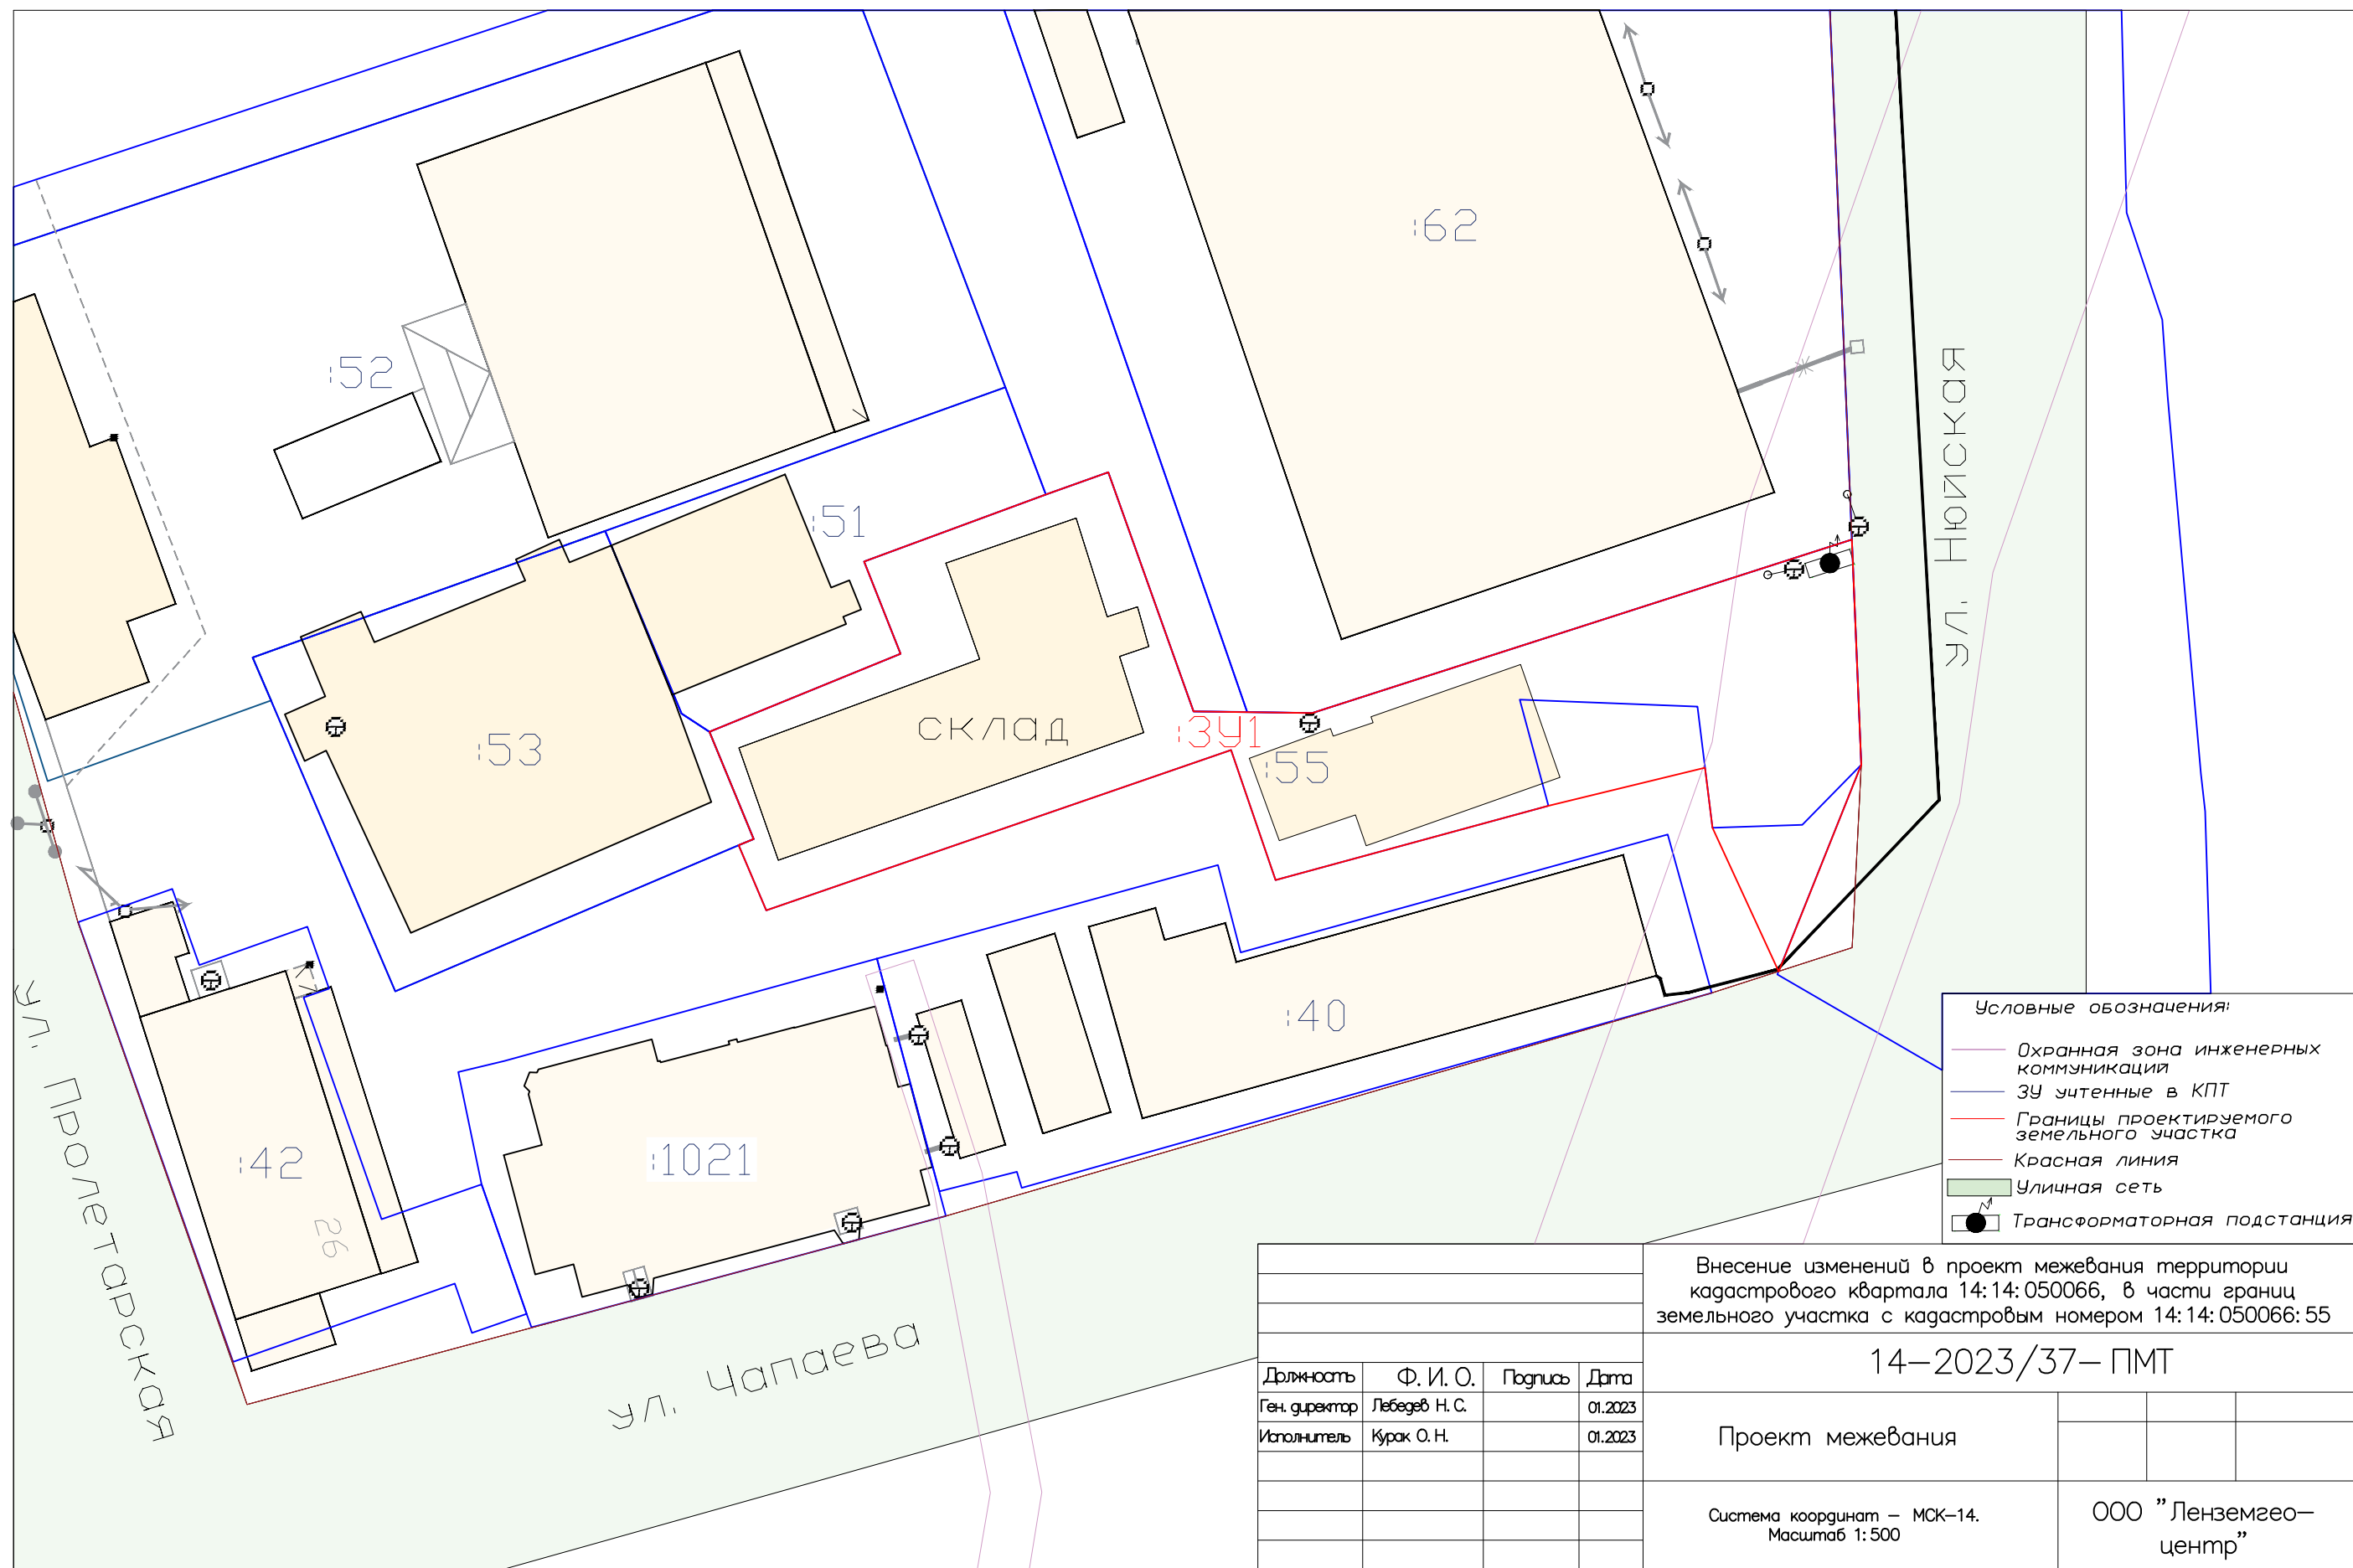 :62
:52
:51
ул. Нюйская
склад
:ЗУ1
:53
:55
ул. Пролетарская
:40
:42
26
:1021
ул. Чапаева
Условные обозначения:
Охранная зона инженерных
коммуникаций
ЗУ учтенные в КПТ
Границы проектируемого
земельного участка
Красная линия
Уличная сеть
Трансформаторная подстанция
Внесение изменений в проект межевания территории
кадастрового квартала 14:14:050066, в части границ
земельного участка с кадастровым номером 14:14:050066:55
14-2023/37-ПМТ
Должность Ф. И. О. Подпись Дата
Ген. директор Лебедев Н. С. 01.2023
Исполнитель Курак О. Н. 01.2023
Проект межевания
Система координат - МСК-14.
Масштаб 1:500
ООО "Ленземгео-
центр"